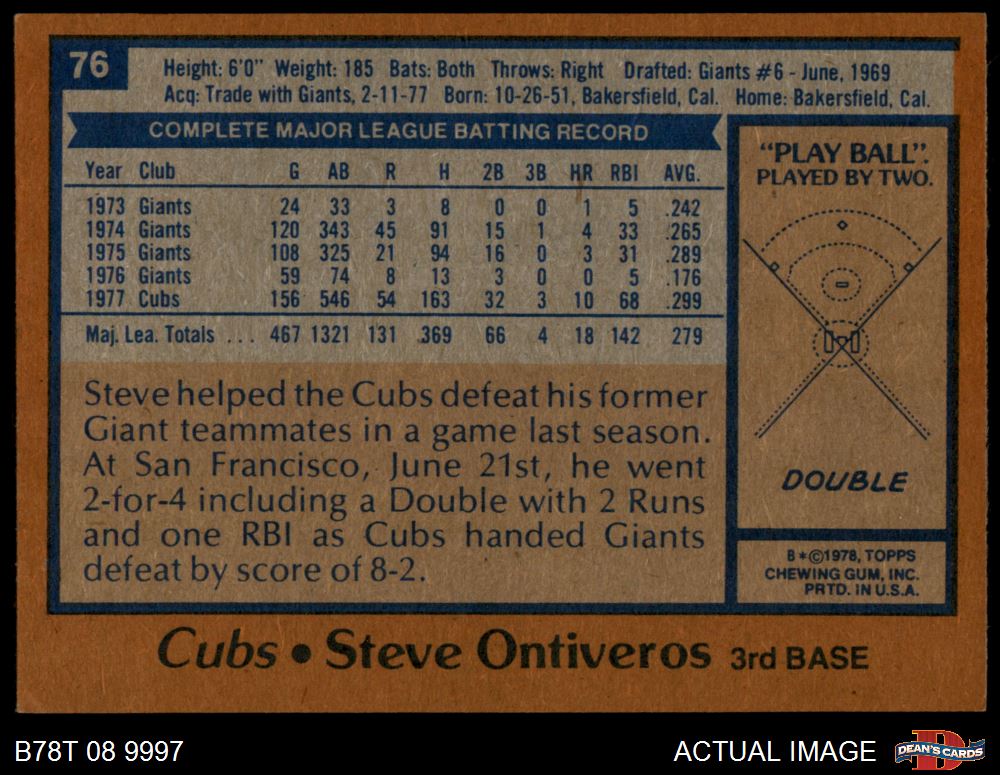 76
Height: 6'0" Weight: 185 Bats: Both Throws: Right Drafted: Giants #6 - June, 1969
Acq: Trade with Giants, 2-11-77 Born: 10-26-51, Bakersfield, Cal. Home: Bakersfield, Cal.
COMPLETE MAJOR LEAGUE BATTING RECORD
Year Club G AB R H 2B 3B HR RBI AVG.
1973 Giants 24 33 3 8 0 0 1 5 .242
1974 Giants 120 343 45 91 15 1 4 33 .265
1975 Giants 108 325 21 94 16 0 3 31 .289
1976 Giants 59 74 8 13 3 0 0 5 .176
1977 Cubs 156 546 54 163 32 3 10 68 .299
Maj. Lea. Totals ... 467 1321 131 369 66 4 18 142 279
Steve helped the Cubs defeat his former
Giant teammates in a game last season.
At San Francisco, June 21st, he went
2-for-4 including a Double with 2 Runs
and one RBI as Cubs handed Giants
defeat by score of 8-2.
"PLAY BALL".
PLAYED BY TWO.
DOUBLE
B*©1978, TOPPS
CHEWING GUM, INC.
PRTD. IN U.S.A.
Cubs • Steve Ontiveros 3rd BASE
B78T 08 9997
ACTUAL IMAGE
D
DEAN'S CARDS